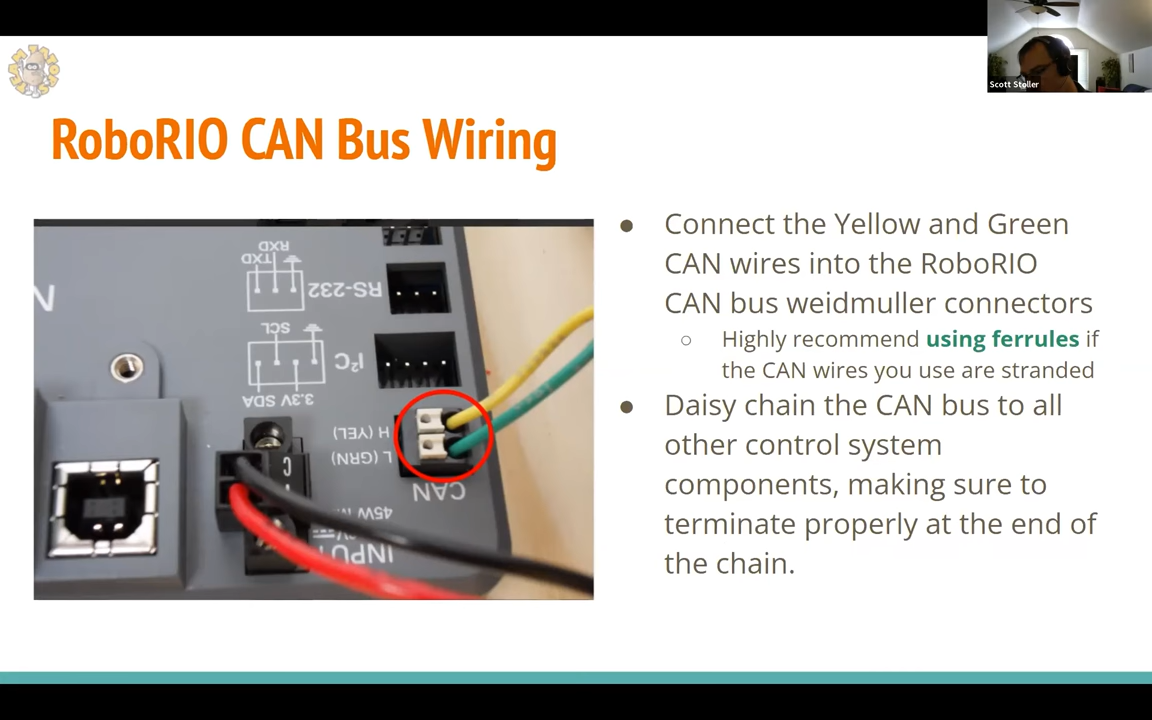 Scott Stoller
RoboRIO CAN Bus Wiring
● Connect the Yellow and Green
CAN wires into the RoboRIO
CAN bus weidmuller connectors
○ Highly recommend using ferrules if
the CAN wires you use are stranded
● Daisy chain the CAN bus to all
other control system
components, making sure to
terminate properly at the end of
the chain.
RXD
TXD
RS-232
SCL
I²C
3.3V SDA
H (YEL)
L (GRN)
CAN
45W
INPUT